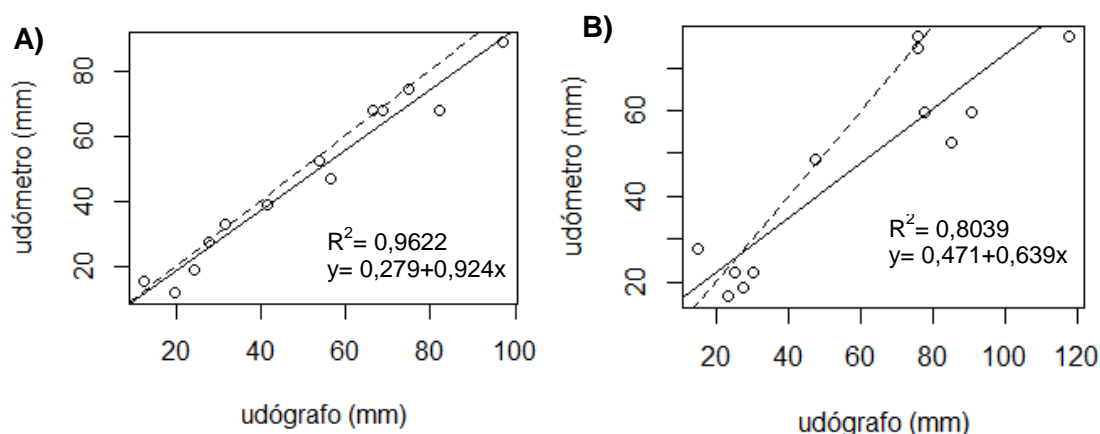 A)
udómetro (mm)
80
60
40
20
R²= 0,9622
y= 0,279+0,924x
20 40 60 80 100
udógrafo (mm)
B)
udómetro (mm)
60
40
20
R²= 0,8039
y= 0,471+0,639x
20 40 60 80 100 120
udógrafo (mm)